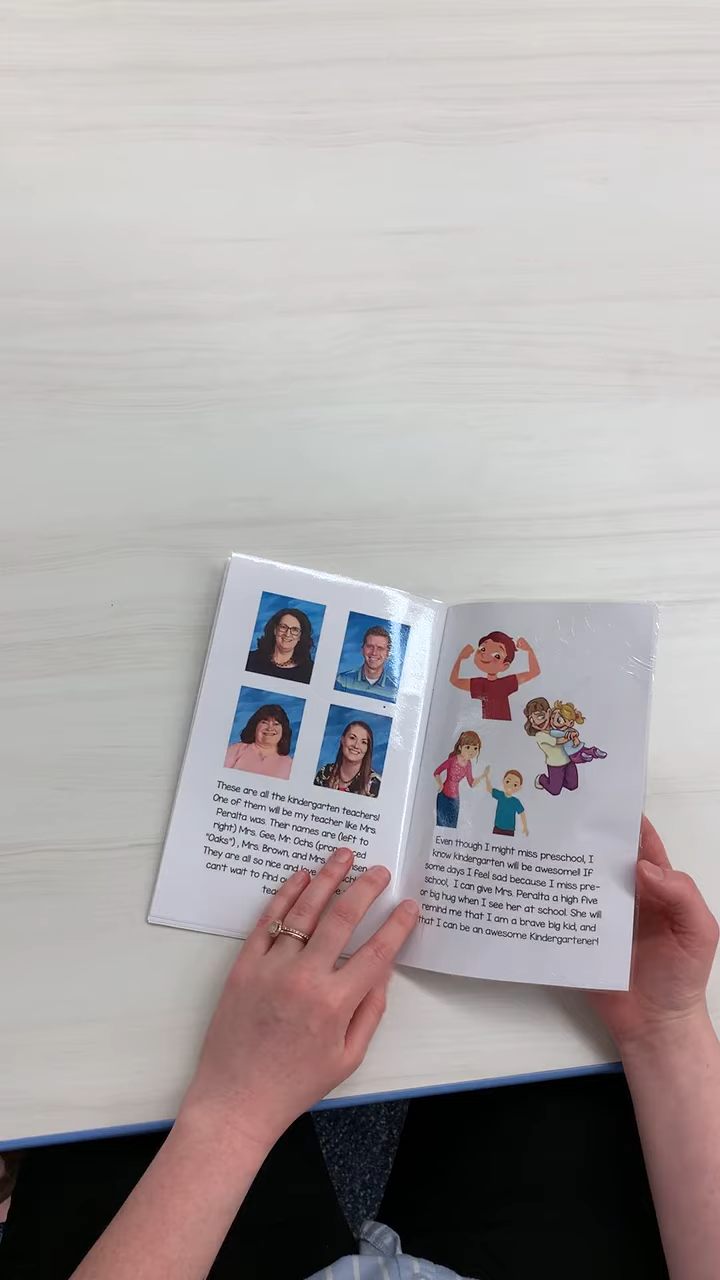 These are all the kindergarten teachers!
One of them will be my teacher like Mrs.
Peralta was. Their names are (left to
right) Mrs. Gee, Mr. Ochs (pronounced
"Oaks") , Mrs. Brown, and Mrs.
They are all so nice and love
can't wait to find
Even though I might miss preschool, I
know kindergarten will be awesome!! If
some days I feel sad because I miss pre-
school, I can give Mrs. Peralta a high five
or big hug when I see her at school. She will
remind me that I am a brave big kid, and
that I can be an awesome Kindergartener!